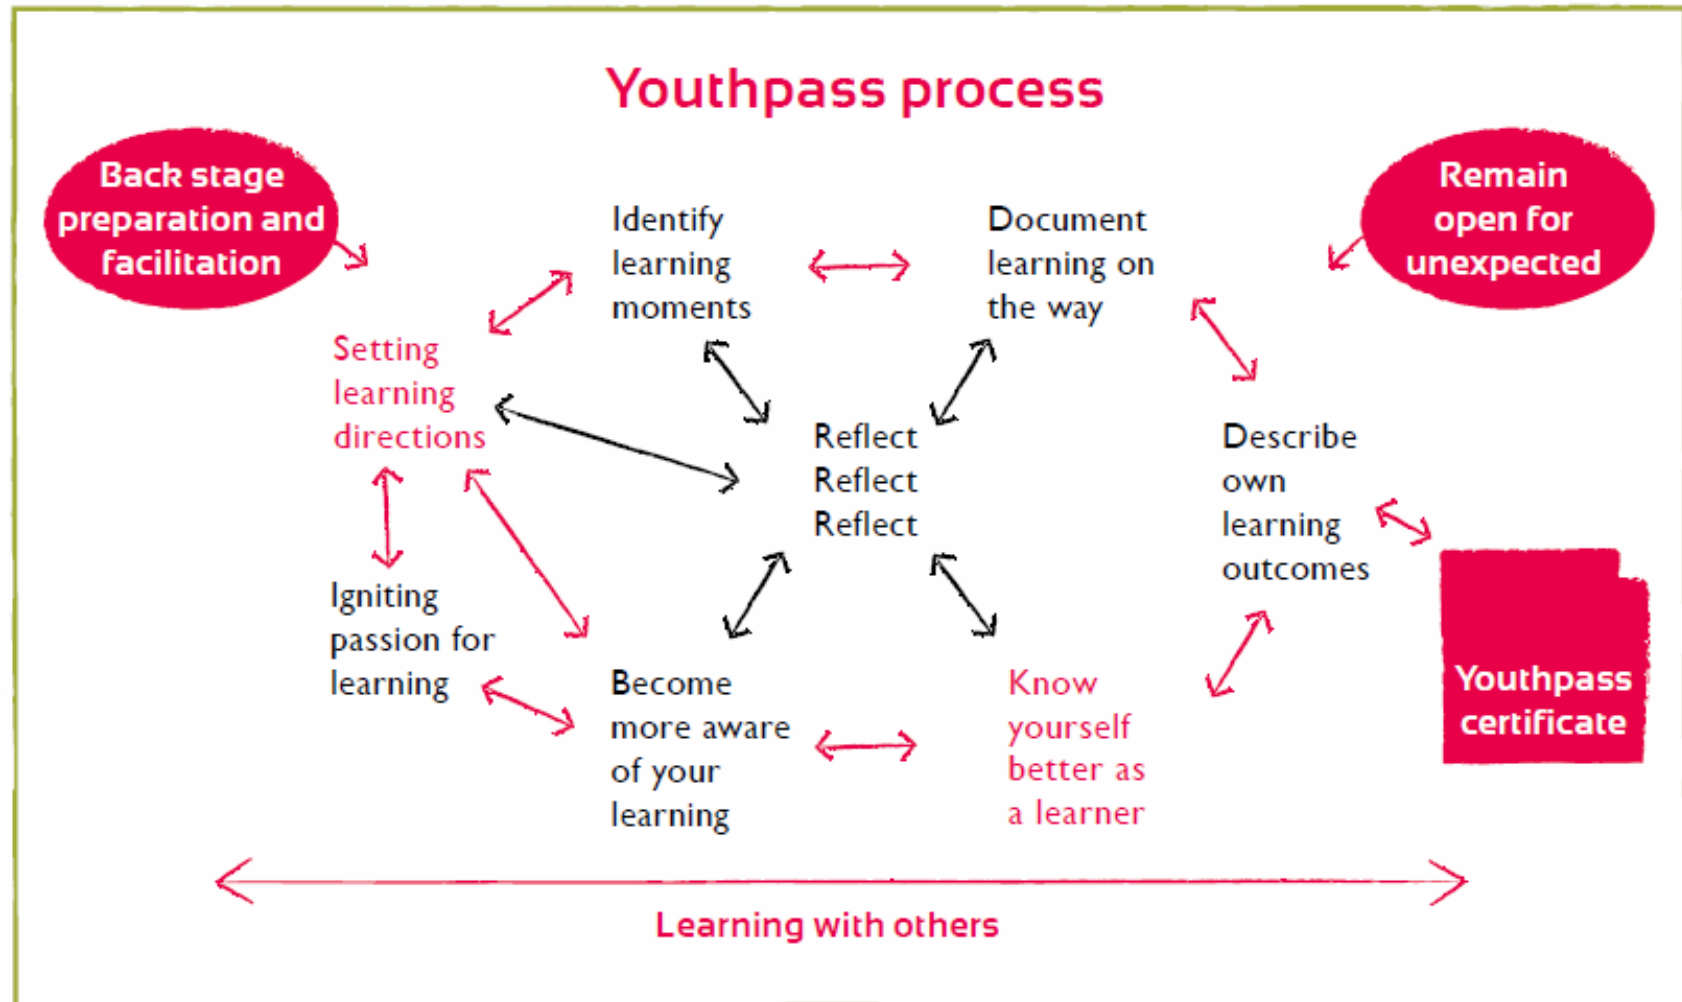 Youthpass process
Back stage
preparation and
facilitation
Identify
learning
moments
Document
learning on
the way
Remain
open for
unexpected
Setting
learning
directions
Reflect
Reflect
Reflect
Describe
own
learning
outcomes
Igniting
passion for
learning
Become
more aware
of your
learning
Know
yourself
better as
a learner
Youthpass
certificate
Learning with others